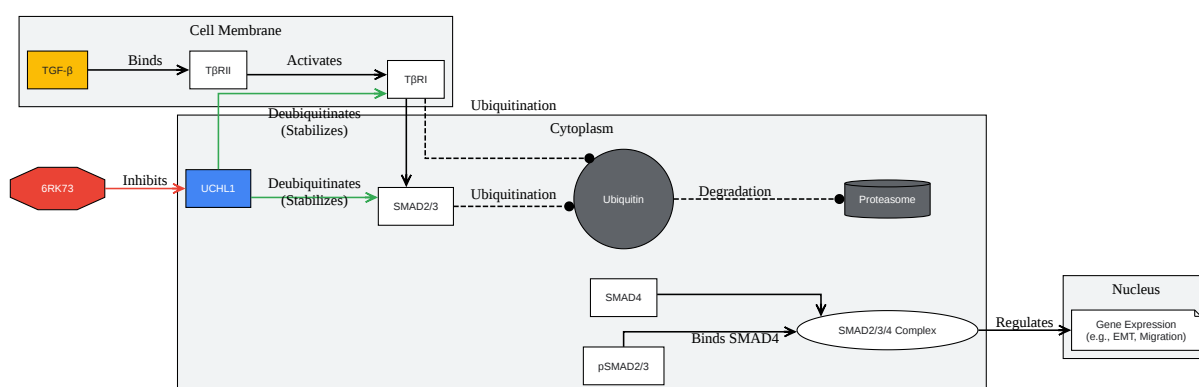 Cell Membrane
TGF-β
Binds
TβRII
Activates
TβRI
Deubiquitinates
(Stabilizes)
Ubiquitination
Cytoplasm
6RK73
Inhibits
UCHL1
Deubiquitinates
(Stabilizes)
SMAD2/3
Ubiquitination
Ubiquitin
Degradation
Proteasome
SMAD4
pSMAD2/3
Binds SMAD4
SMAD2/3/4 Complex
Regulates
Nucleus
Gene Expression
(e.g., EMT, Migration)